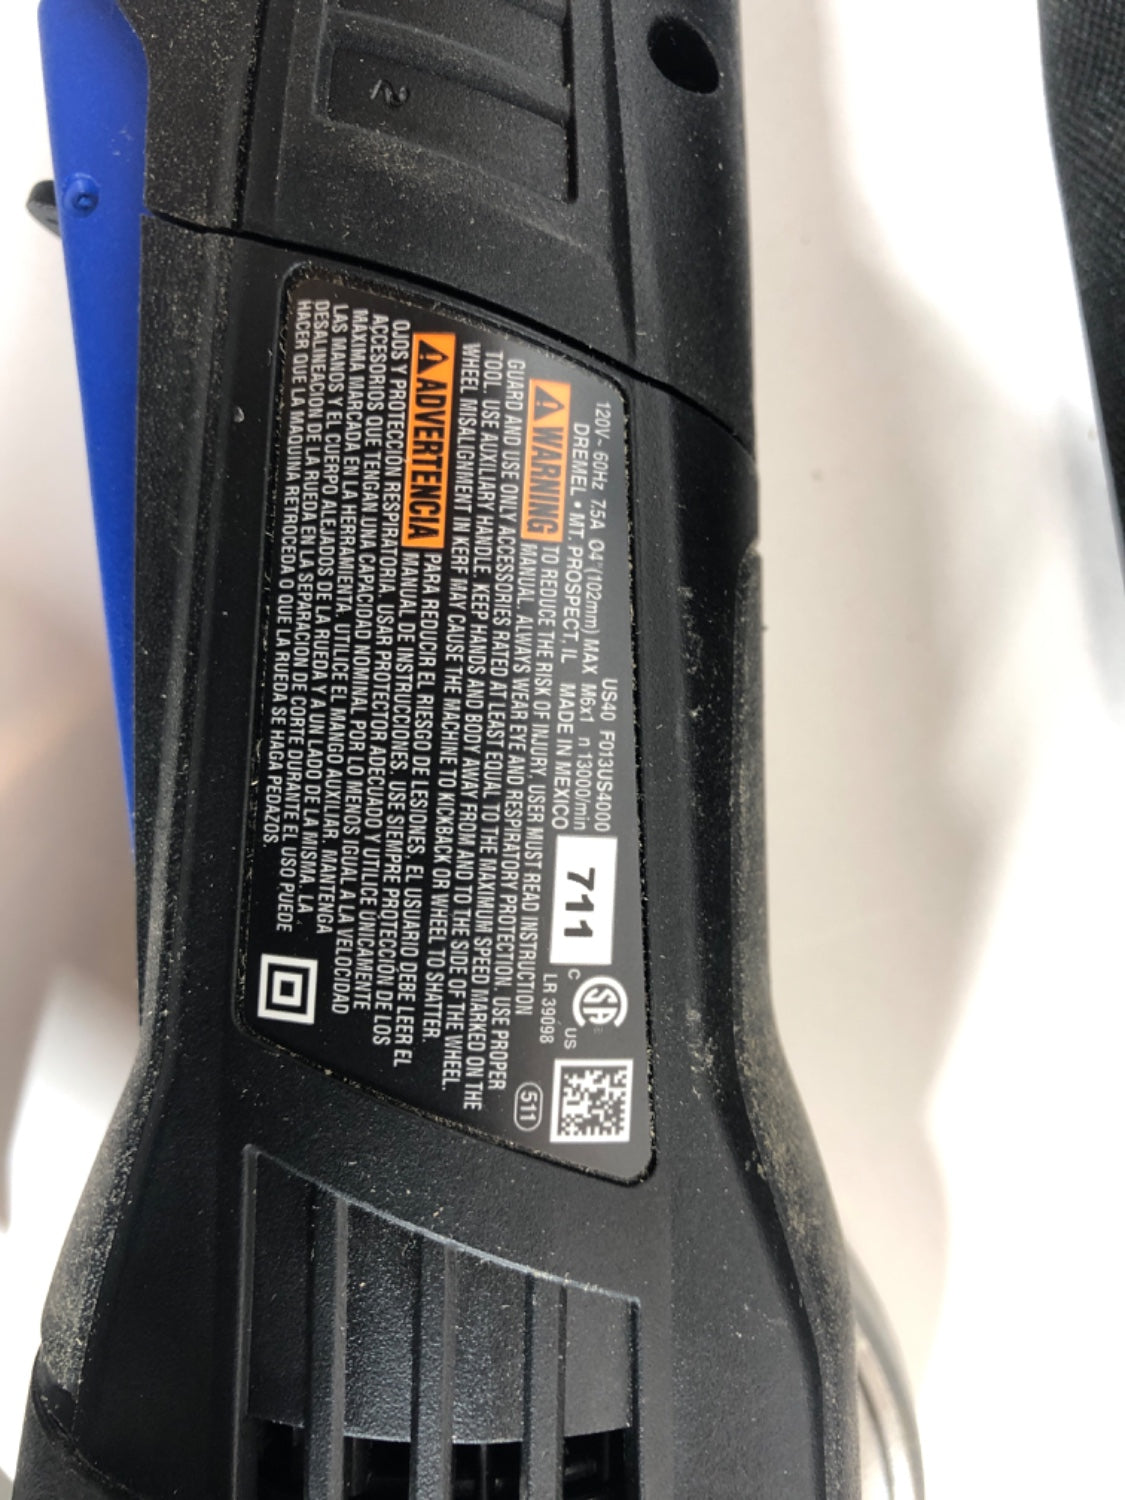 2
US40 F013US4000
120V~ 60Hz 7.5A O4"(102mm) MAX M6x1 n 13000/min
DREMEL • MT. PROSPECT, IL MADE IN MEXICO
711
C SA US
LR 39098
511
⚠ WARNING TO REDUCE THE RISK OF INJURY, USER MUST READ INSTRUCTION
MANUAL. ALWAYS WEAR EYE AND RESPIRATORY PROTECTION. USE PROPER
GUARD AND USE ONLY ACCESSORIES RATED AT LEAST EQUAL TO THE MAXIMUM SPEED MARKED ON THE
TOOL. USE AUXILIARY HANDLE. KEEP HANDS AND BODY AWAY FROM AND TO THE SIDE OF THE WHEEL.
WHEEL MISALIGNMENT IN KERF MAY CAUSE THE MACHINE TO KICKBACK OR WHEEL TO SHATTER.
⚠ ADVERTENCIA PARA REDUCIR EL RIESGO DE LESIONES, EL USUARIO DEBE LEER EL
MANUAL DE INSTRUCCIONES. USE SIEMPRE PROTECCIÓN DE LOS
OJOS Y PROTECCIÓN RESPIRATORIA. USAR PROTECTOR ADECUADO Y UTILICE ÚNICAMENTE
ACCESORIOS QUE TENGAN UNA CAPACIDAD NOMINAL POR LO MENOS IGUAL A LA VELOCIDAD
MÁXIMA MARCADA EN LA HERRAMIENTA. UTILICE EL MANGO AUXILIAR. MANTENGA
LAS MANOS Y EL CUERPO ALEJADOS DE LA RUEDA Y A UN LADO DE LA MISMA. LA
DESALINEACIÓN DE LA RUEDA EN LA SEPARACIÓN DE CORTE DURANTE EL USO PUEDE
HACER QUE LA MÁQUINA RETROCEDA O QUE LA RUEDA SE HAGA PEDAZOS.